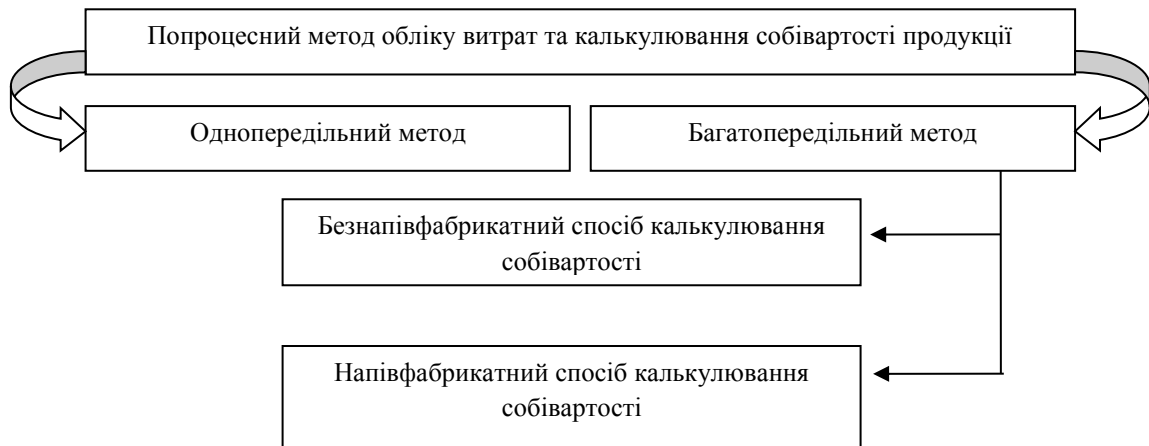 Попроцесний метод обліку витрат та калькулювання собівартості продукції
Однопередільний метод
Багатопередільний метод
Безнапівфабрикатний спосіб калькулювання
собівартості
Напівфабрикатний спосіб калькулювання
собівартості